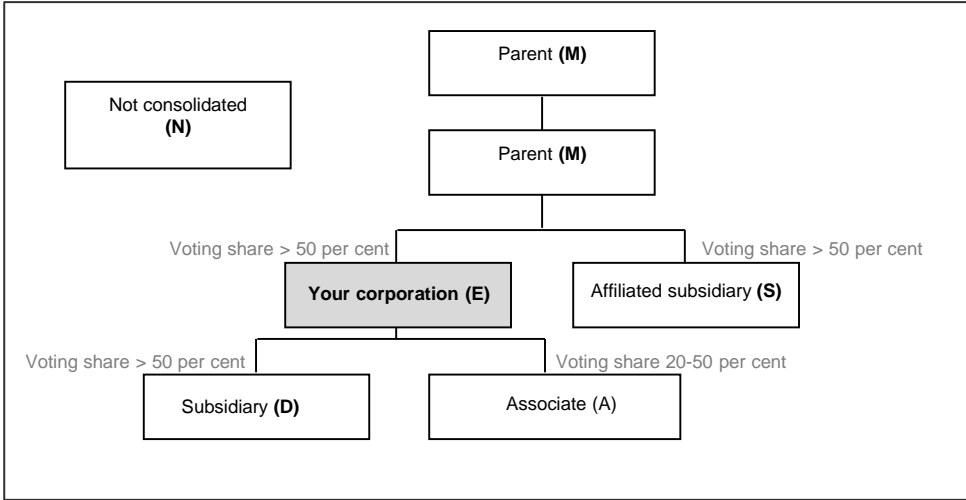 Parent (M)
Not consolidated
(N)
Parent (M)
Voting share > 50 per cent
Voting share > 50 per cent
Your corporation (E)
Affiliated subsidiary (S)
Voting share > 50 per cent
Voting share 20-50 per cent
Subsidiary (D)
Associate (A)